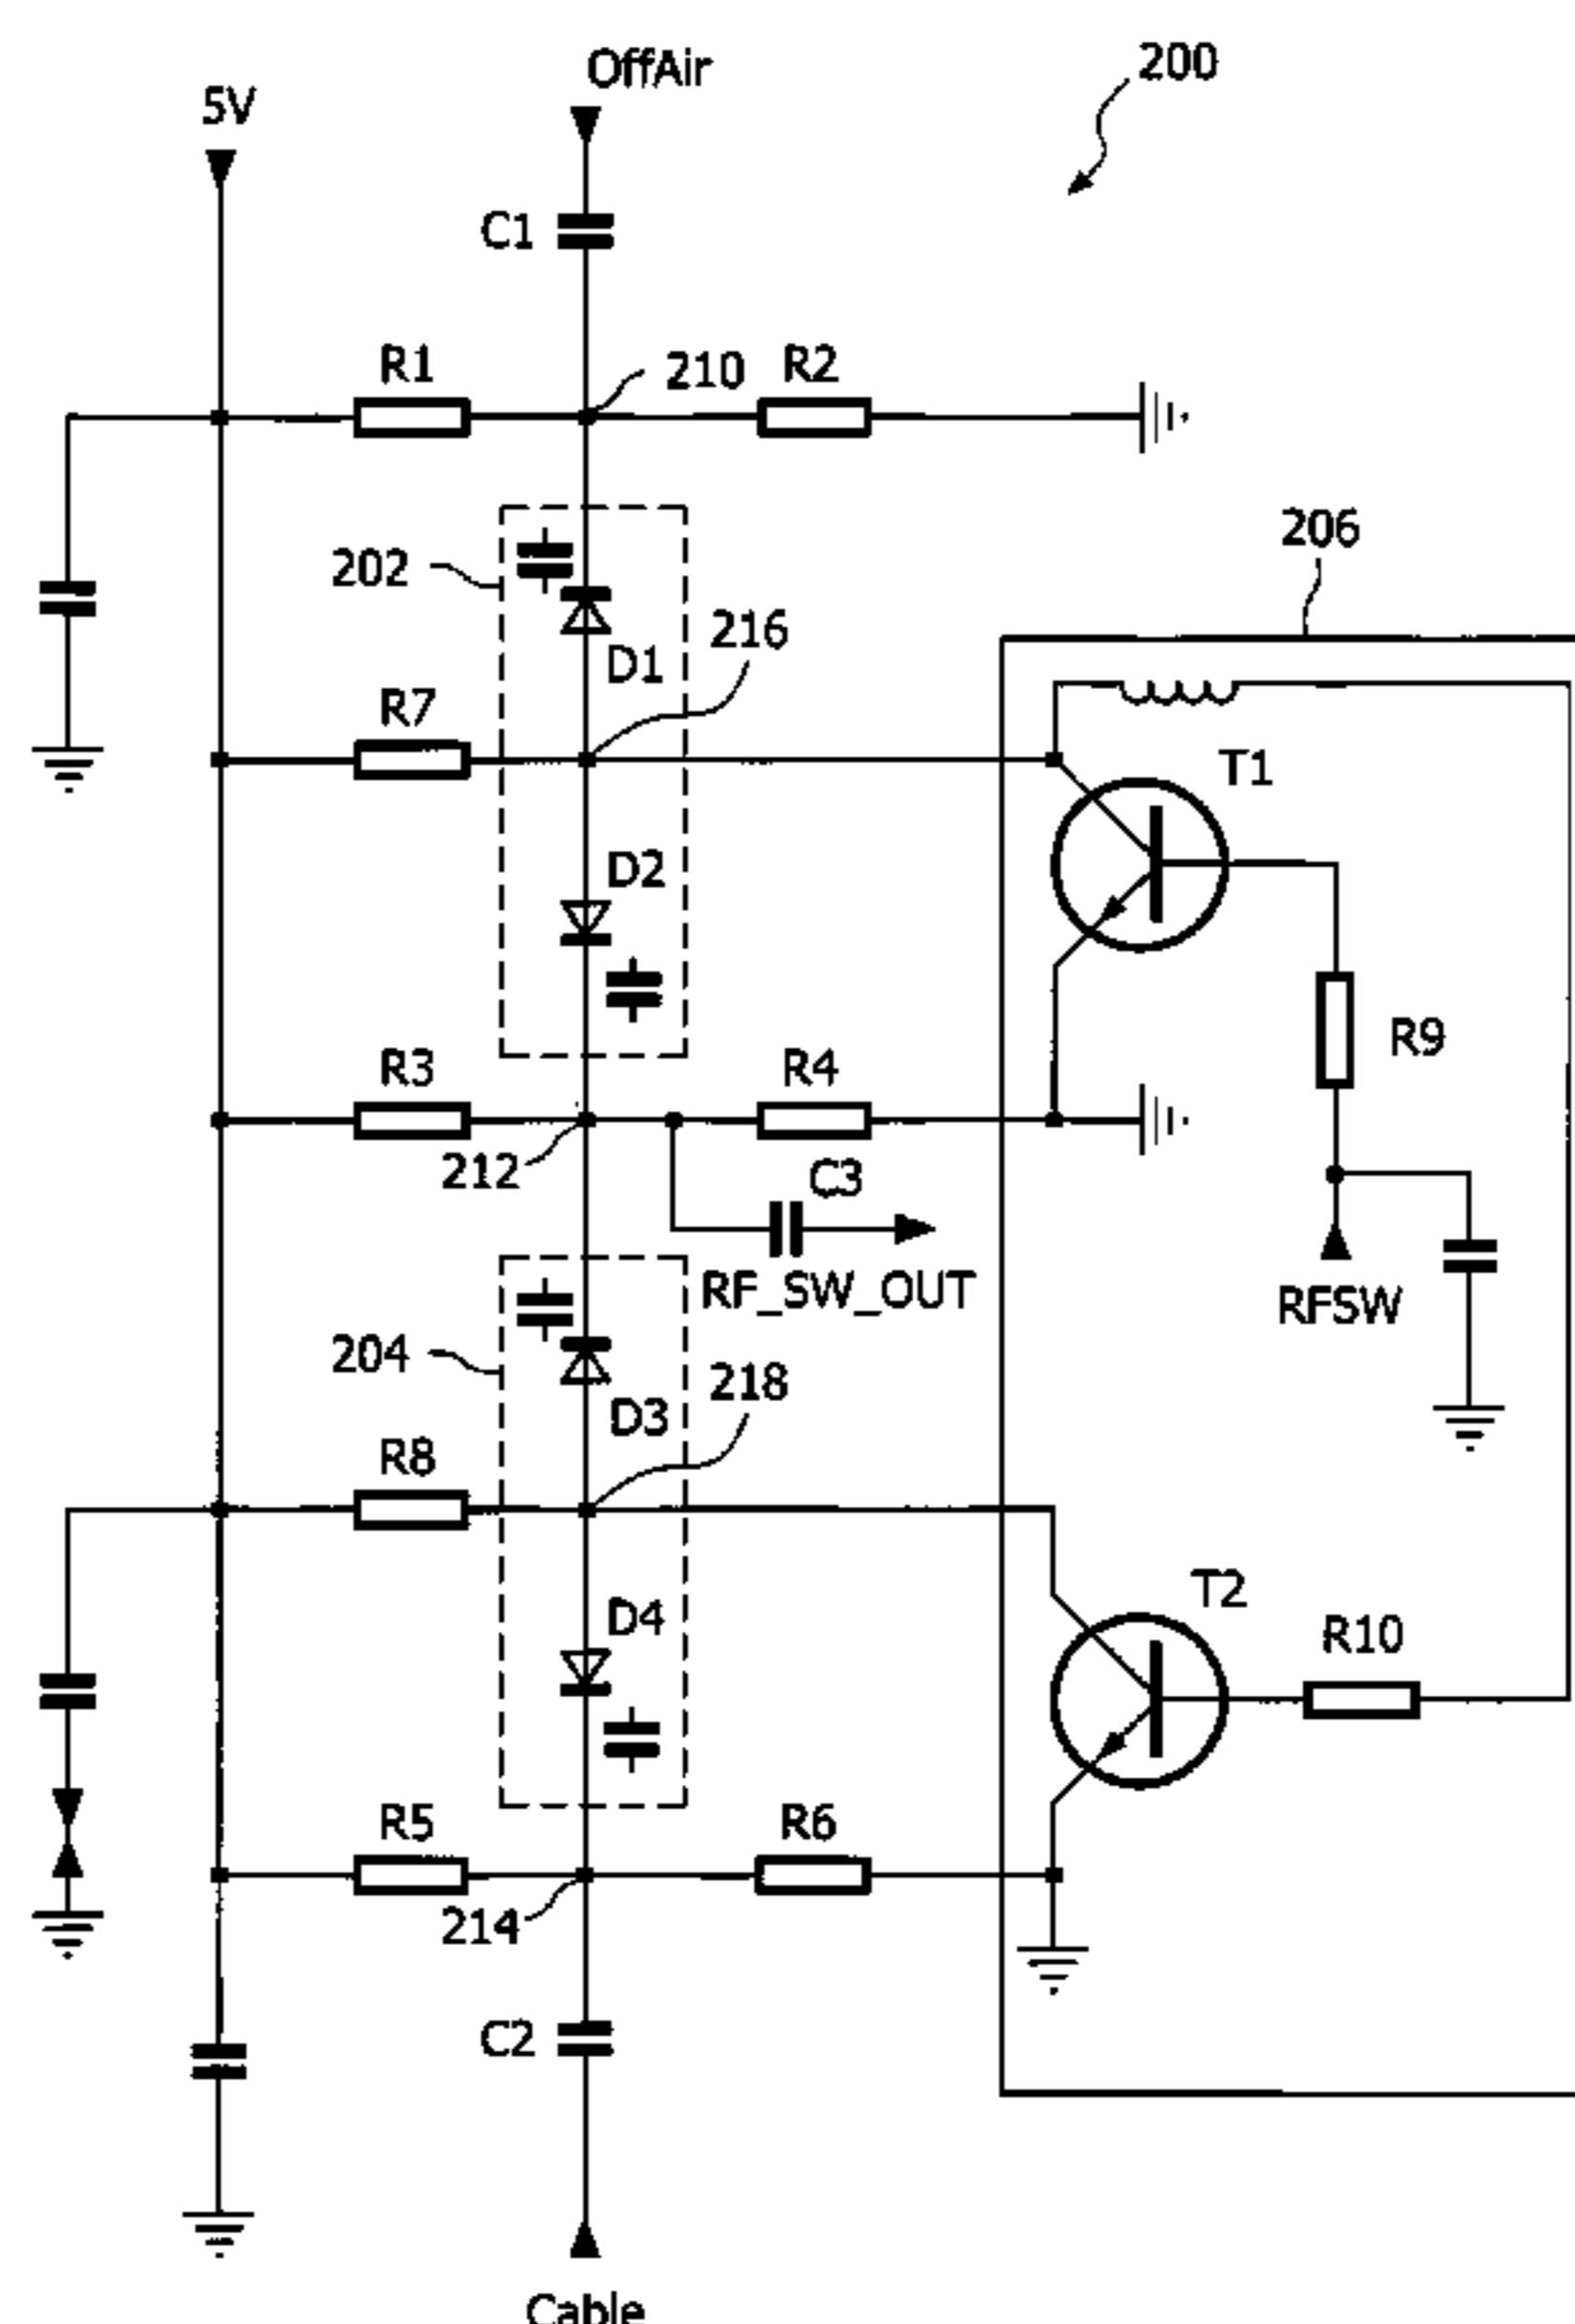 OffAir
200
5V
C1
R1
210
R2
202
206
216
D1
R7
T1
D2
R3
R4
R9
212
C3
RF_SW_OUT
RFSW
204
218
D3
R8
D4
T2
R10
R5
R6
214
C2
Cable